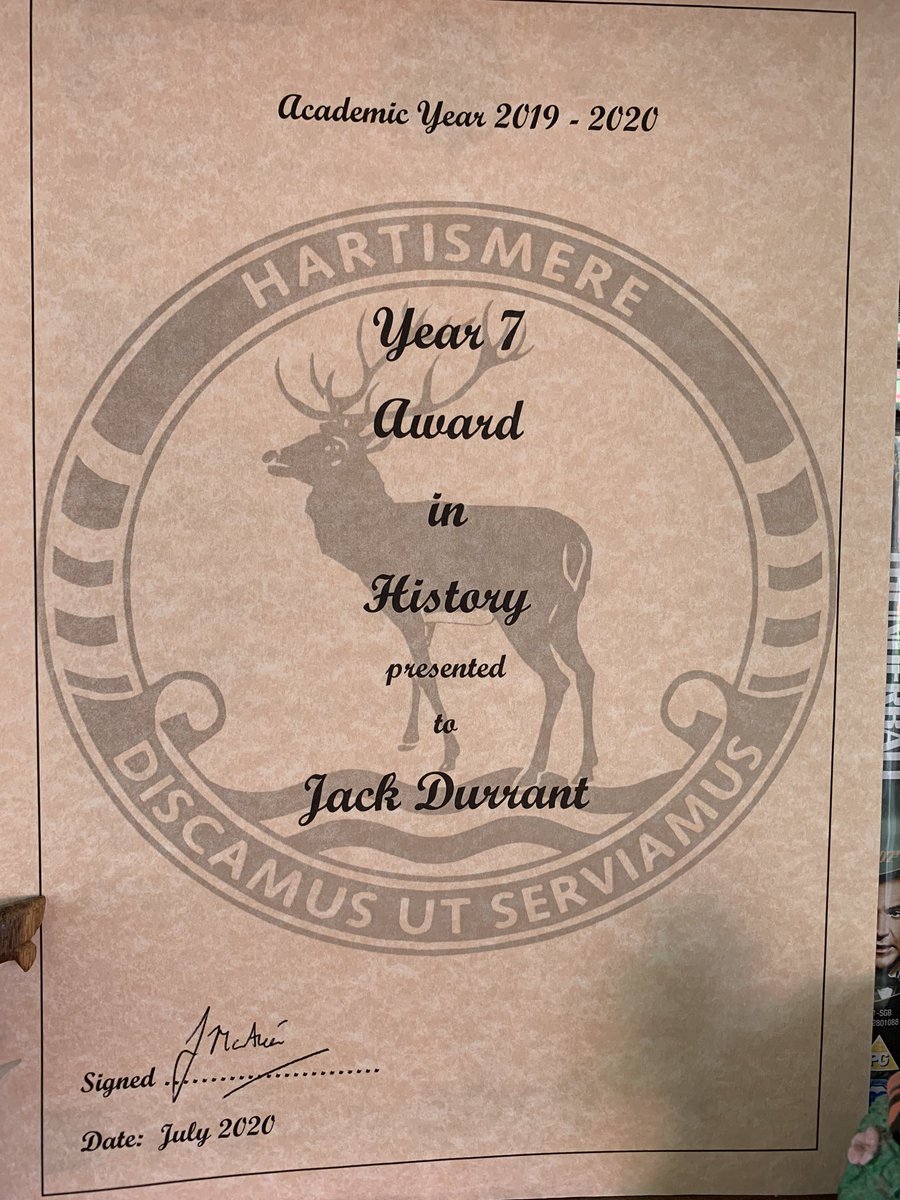 Academic Year 2019 - 2020
HARTISMERE
Year 7
Award
in
History
presented
to
Jack Durrant
DISCAMUS UT SERVIAMUS
Signed
Date: July 2020
PG